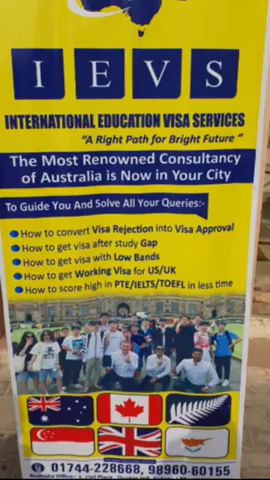 I E V S
INTERNATIONAL EDUCATION VISA SERVICES
"A Right Path for Bright Future"
The Most Renowned Consultancy
of Australia is Now in Your City
To Guide You And Solve All Your Queries:-
How to convert Visa Rejection into Visa Approval
How to get visa after study Gap
How to get visa with Low Bands
How to get Working Visa for US/UK
How to score high in PTE/IELTS/TOEFL in less time
01744-228668, 98960-60155